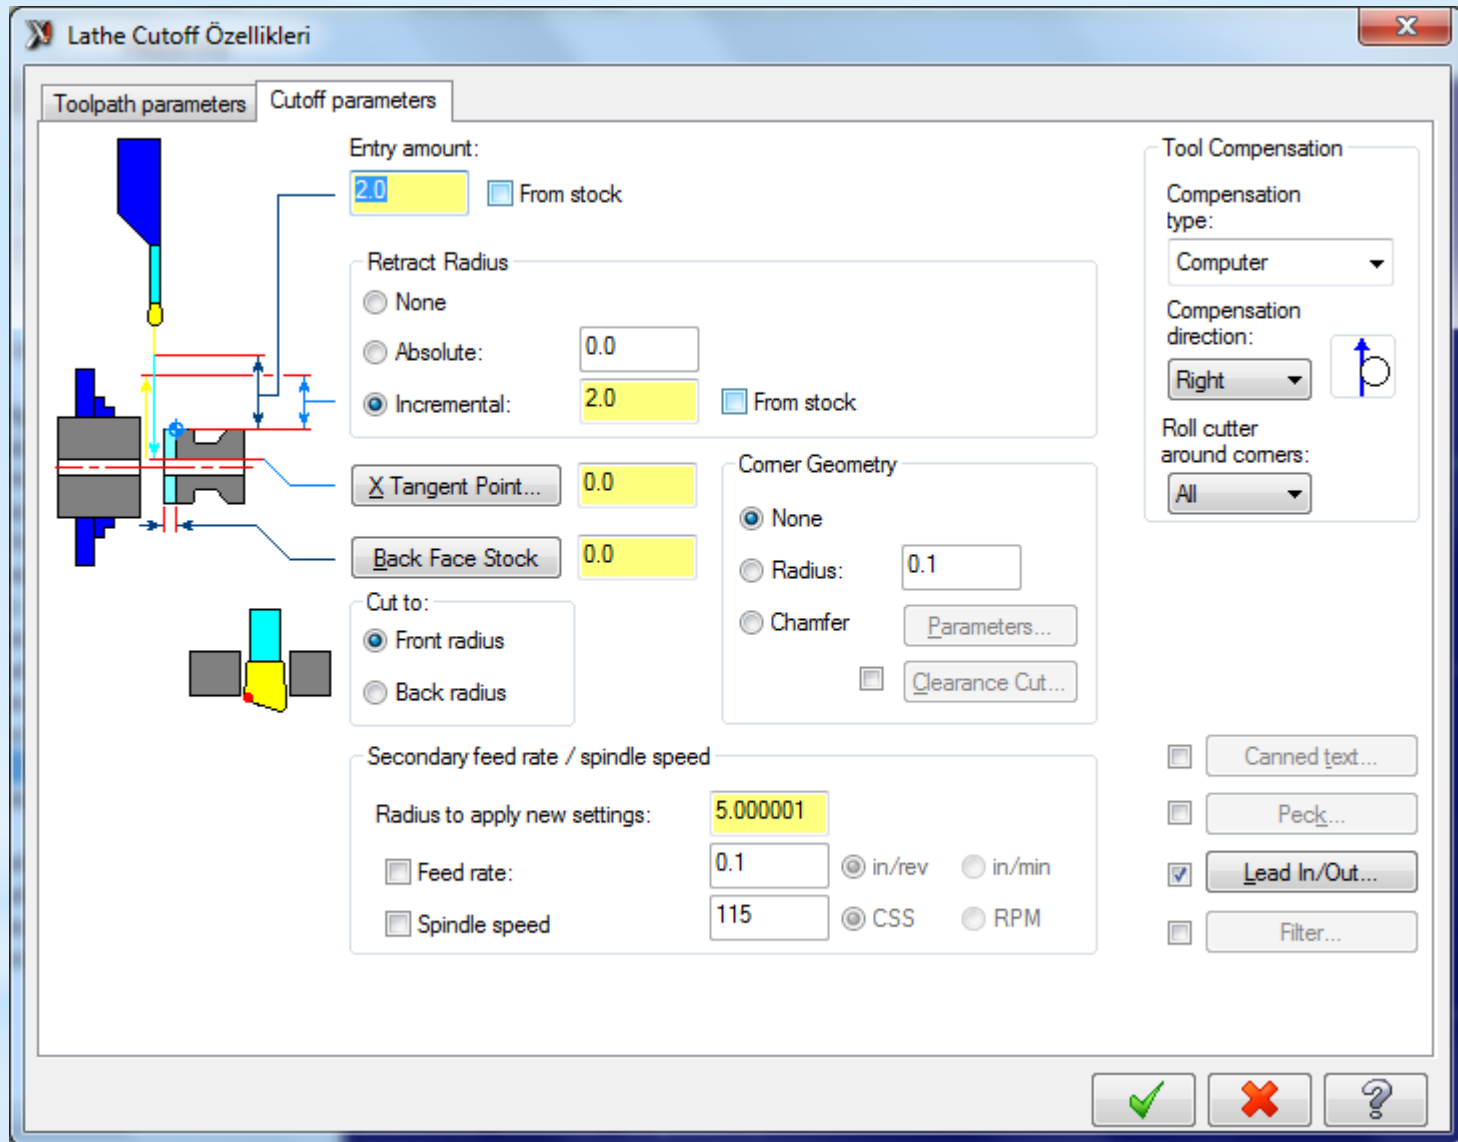 Lathe Cutoff Özellikleri
Toolpath parameters
Cutoff parameters
Entry amount:
2.0
From stock
Retract Radius
None
Absolute:
0.0
Incremental:
2.0
From stock
X Tangent Point...
0.0
Back Face Stock
0.0
Cut to:
Front radius
Back radius
Corner Geometry
None
Radius:
0.1
Chamfer
Parameters...
Clearance Cut...
Secondary feed rate / spindle speed
Radius to apply new settings:
5.000001
Feed rate:
0.1
in/rev
in/min
Spindle speed
115
CSS
RPM
Tool Compensation
Compensation
type:
Computer
Compensation
direction:
Right
Roll cutter
around corners:
All
Canned text...
Peck...
Lead In/Out...
Filter...